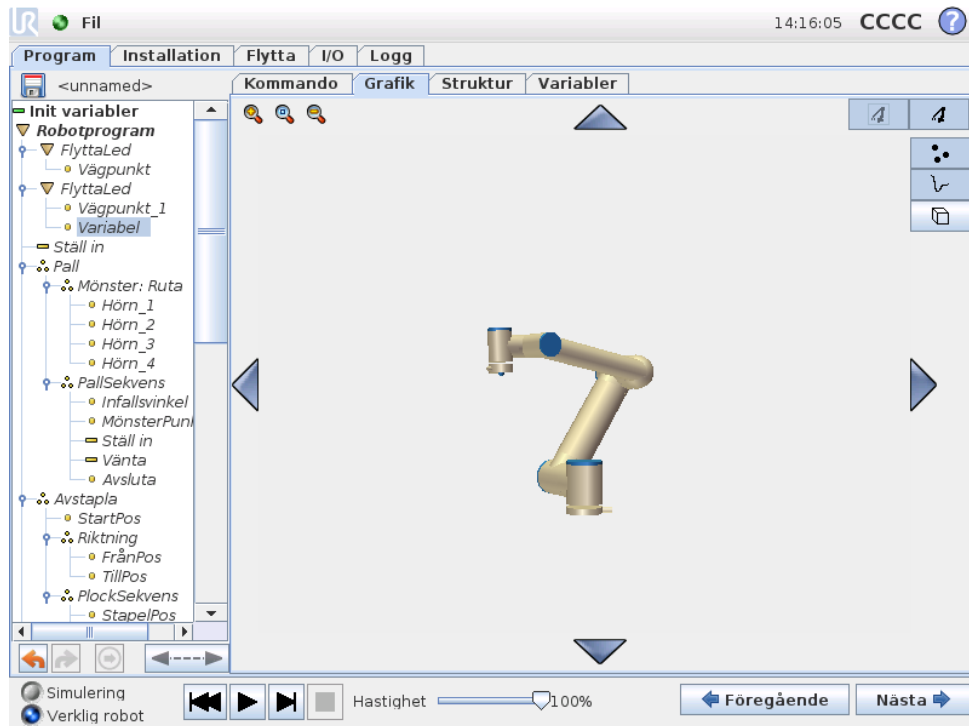 UR Fil 14:16:05 CCCC ?
Program Installation Flytta I/O Logg
<unnamed>
Kommando Grafik Struktur Variabler
Init variabler
Robotprogram
FlyttaLed
Vägpunkt
FlyttaLed
Vägpunkt_1
Variabel
Ställ in
Pall
Mönster: Ruta
Hörn_1
Hörn_2
Hörn_3
Hörn_4
PallSekvens
Infallsvinkel
MönsterPunl
Ställ in
Vänta
Avsluta
Avstapla
StartPos
Riktning
FrånPos
TillPos
PlockSekvens
StapelPos
Simulering
Verklig robot
Hastighet 100%
Föregående Nästa